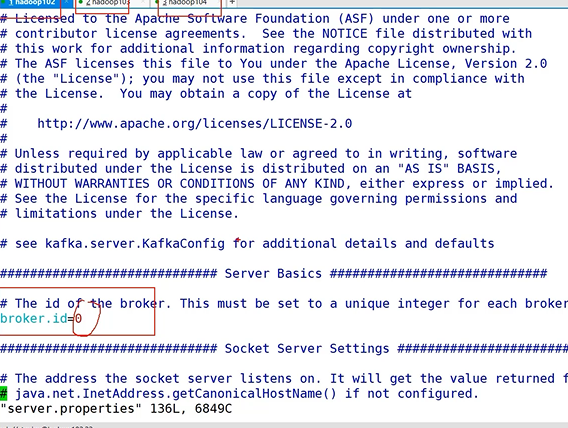 1 hadoop102 2 hadoop103 3 hadoop104
# Licensed to the Apache Software Foundation (ASF) under one or more
# contributor license agreements.  See the NOTICE file distributed with
# this work for additional information regarding copyright ownership.
# The ASF licenses this file to You under the Apache License, Version 2.0
# (the "License"); you may not use this file except in compliance with
# the License.  You may obtain a copy of the License at
#
#    http://www.apache.org/licenses/LICENSE-2.0
#
# Unless required by applicable law or agreed to in writing, software
# distributed under the License is distributed on an "AS IS" BASIS,
# WITHOUT WARRANTIES OR CONDITIONS OF ANY KIND, either express or implied.
# See the License for the specific language governing permissions and
# limitations under the License.
# see kafka.server.KafkaConfig for additional details and defaults
############################# Server Basics #############################
# The id of the broker. This must be set to a unique integer for each broker
broker.id=0
############################# Socket Server Settings #############################
# The address the socket server listens on. It will get the value returned f
# java.net.InetAddress.getCanonicalHostName() if not configured.
"server.properties" 136L, 6849C